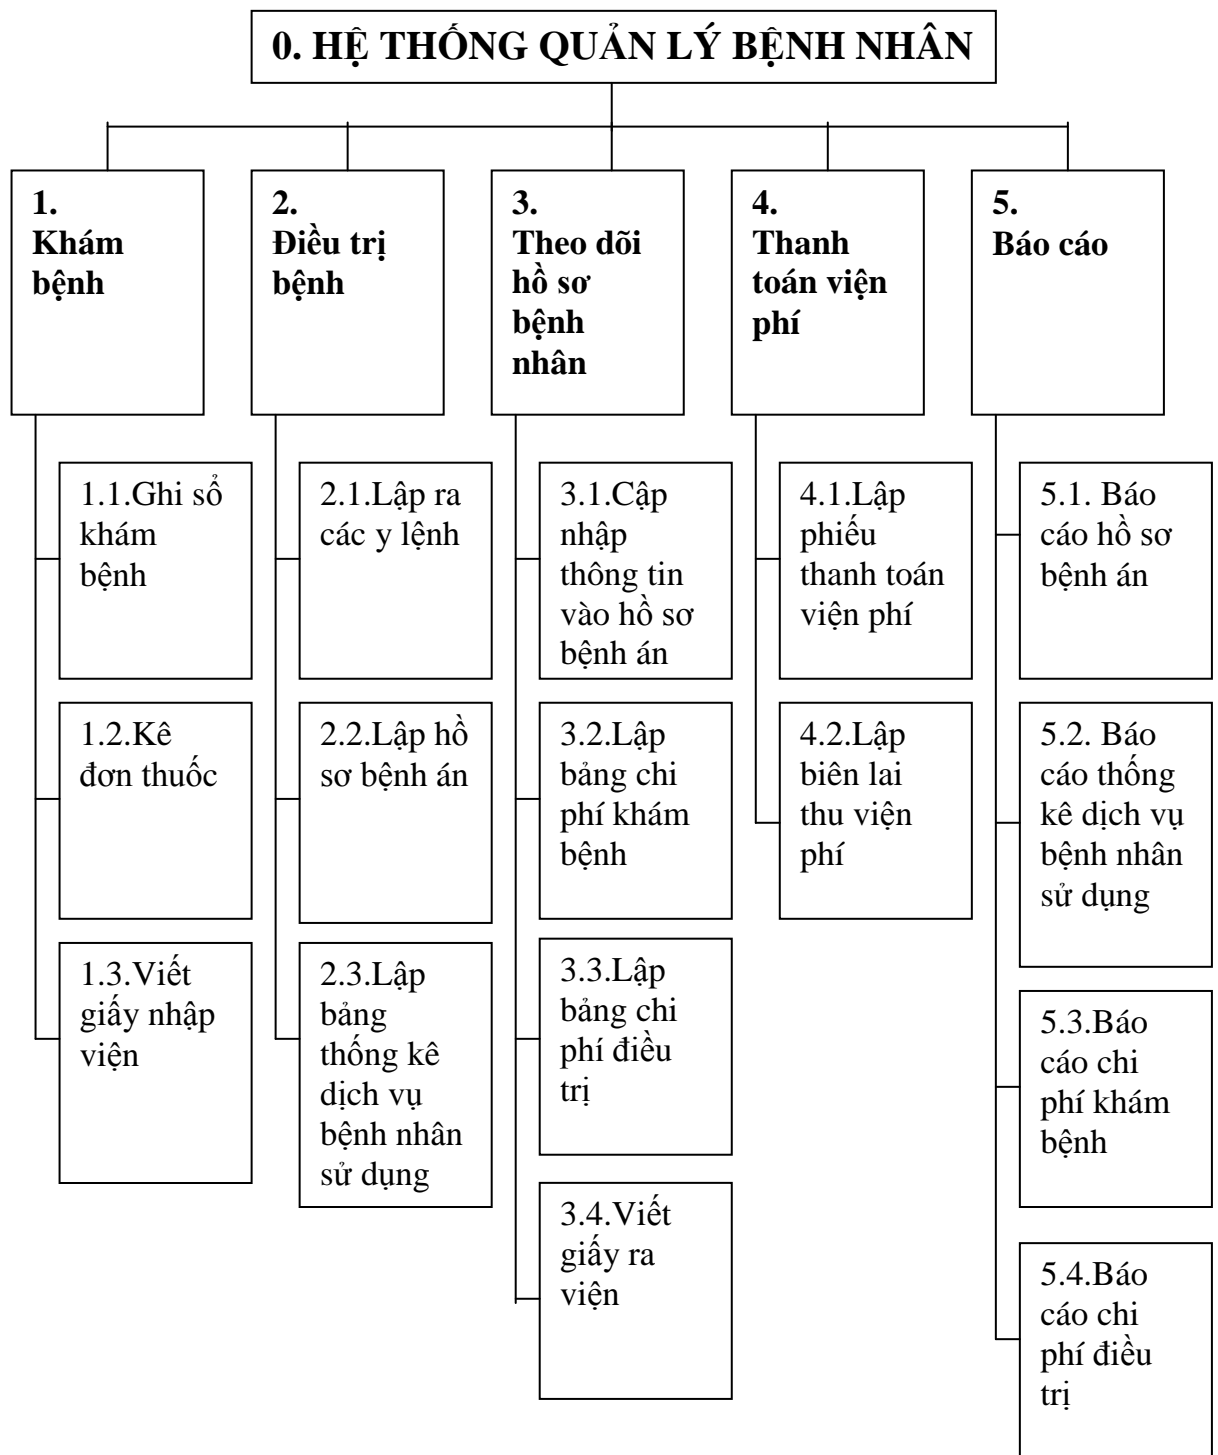 0. HỆ THỐNG QUẢN LÝ BỆNH NHÂN
1.
Khám
bệnh
2.
Điều trị
bệnh
3.
Theo dõi
hồ sơ
bệnh
nhân
4.
Thanh
toán viện
phí
5.
Báo cáo
1.1.Ghi sổ
khám
bệnh
1.2.Kê
đơn thuốc
1.3.Viết
giấy nhập
viện
2.1.Lập ra
các y lệnh
2.2.Lập hồ
sơ bệnh án
2.3.Lập
bảng
thống kê
dịch vụ
bệnh nhân
sử dụng
3.1.Cập
nhập
thông tin
vào hồ sơ
bệnh án
3.2.Lập
bảng chi
phí khám
bệnh
3.3.Lập
bảng chi
phí điều
trị
3.4.Viết
giấy ra
viện
4.1.Lập
phiếu
thanh toán
viện phí
4.2.Lập
biên lai
thu viện
phí
5.1. Báo
cáo hồ sơ
bệnh án
5.2. Báo
cáo thống
kê dịch vụ
bệnh nhân
sử dụng
5.3.Báo
cáo chi
phí khám
bệnh
5.4.Báo
cáo chi
phí điều
trị